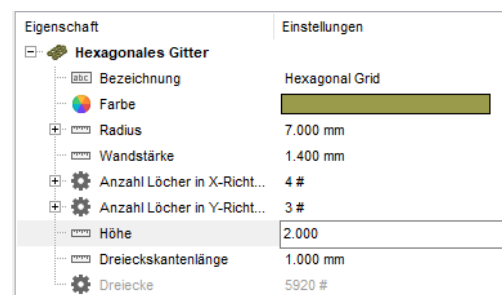 Eigenschaft Einstellungen
Hexagonales Gitter
abc Bezeichnung Hexagonal Grid
Farbe
Radius 7.000 mm
Wandstärke 1.400 mm
Anzahl Löcher in X-Richt... 4 #
Anzahl Löcher in Y-Richt... 3 #
Höhe 2.000
Dreieckskantenlänge 1.000 mm
Dreiecke 5920 #